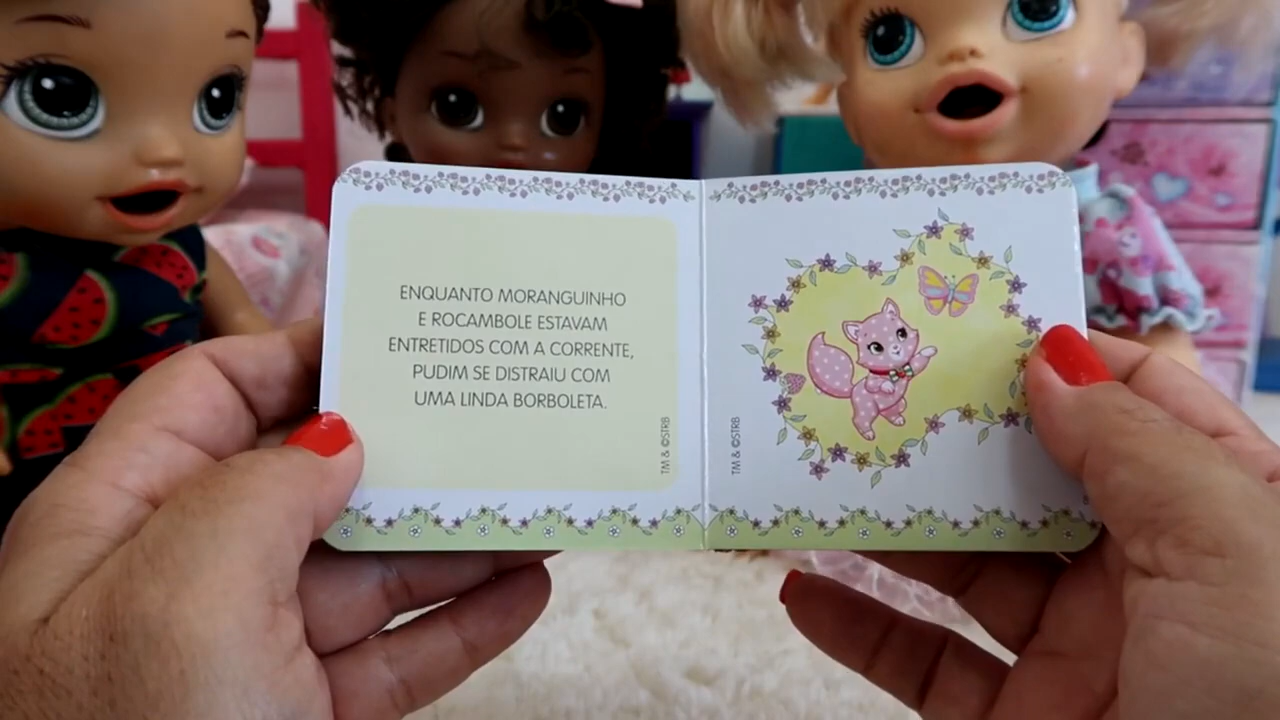 ENQUANTO MORANGUINHO
E ROCAMBOLE ESTAVAM
ENTRETIDOS COM A CORRENTE,
PUDIM SE DISTRAIU COM
UMA LINDA BORBOLETA.
TM & ©STRB
TM & ©STRB